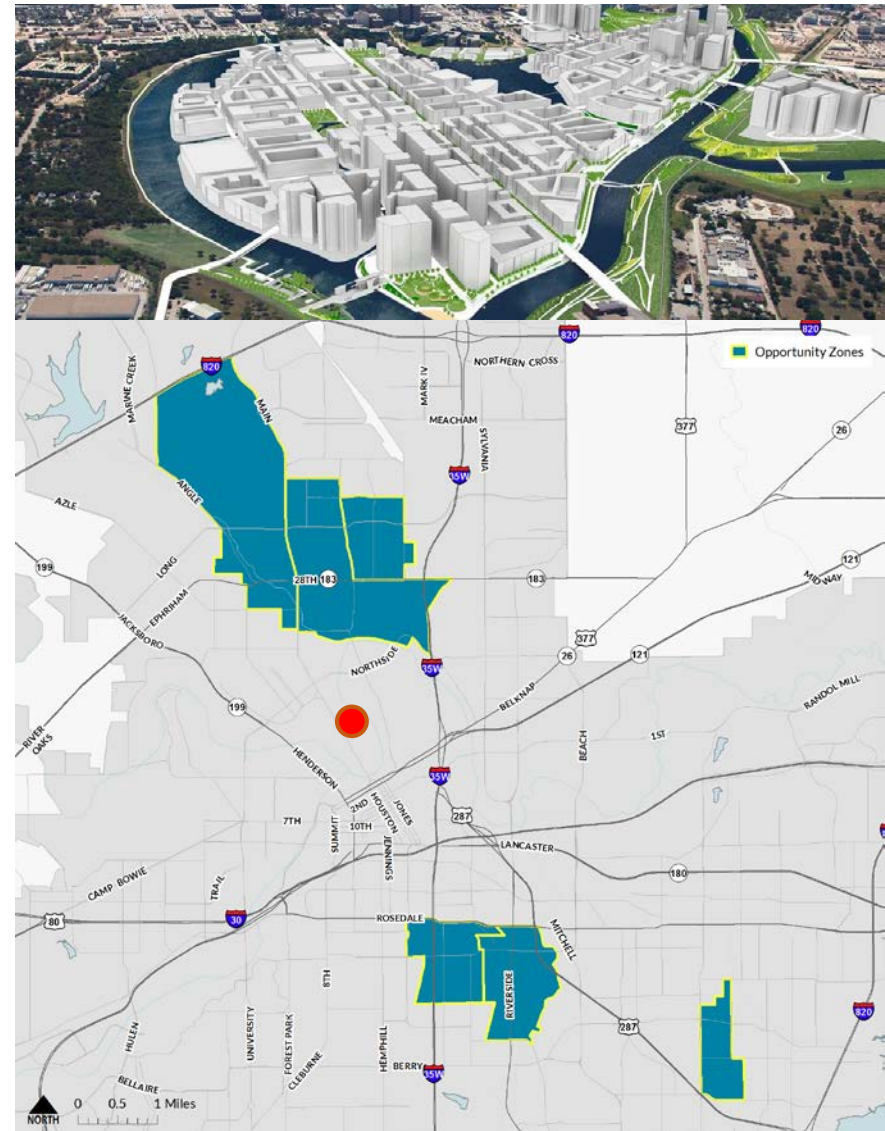 820
820
820
NORTHERN CROSS
Opportunity Zones
MARINE CREEK
MAIN
MARK IV
MEACHAM
SYLVANIA
377
26
35W
ANGLE
AZLE
LONG
199
EPHRIHAM
28TH
183
183
121
MIDWAY
JACKSBORO
377
NORTHSIDE
35W
26
121
BELKNAP
RANDOL MILL
199
RIVER OAKS
HENDERSON
BEACH
1ST
35W
2ND
HOUSTON
JONES
7TH
SUMMIT
10TH
JENNINGS
287
LANCASTER
180
CAMP BOWIE
TRAIL
80
30
ROSEDALE
MITCHELL
8TH
RIVERSIDE
820
HULEN
UNIVERSITY
FOREST PARK
CLEBURNE
HEMPHILL
BERRY
35W
287
BELLAIRE
NORTH
0 0.5 1 Miles